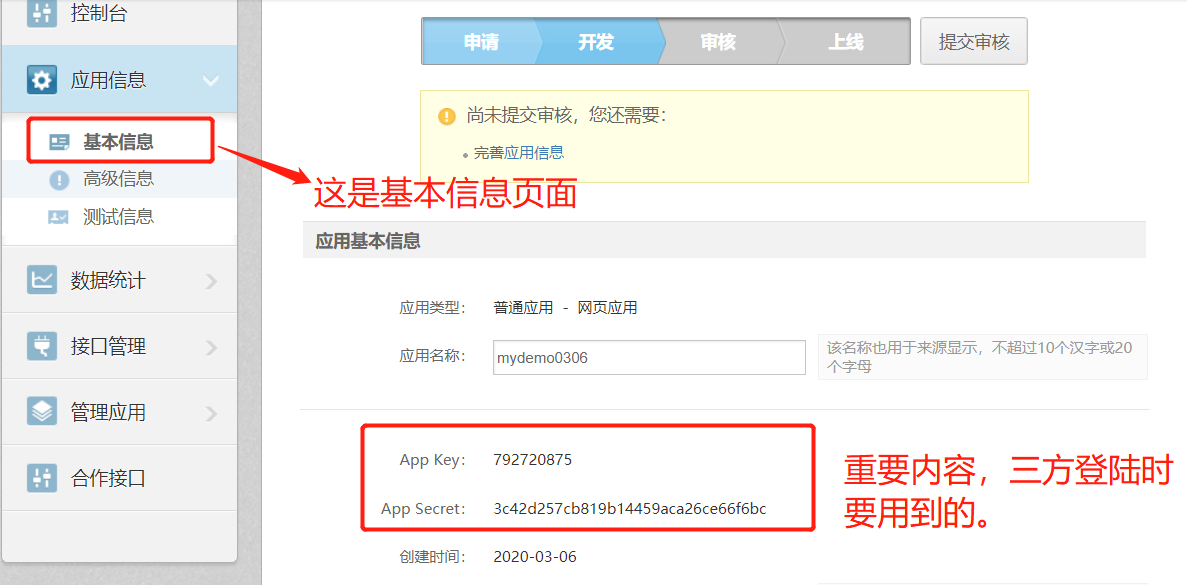 控制台
应用信息
基本信息
高级信息
测试信息
数据统计
接口管理
管理应用
合作接口
申请
开发
审核
上线
提交审核
尚未提交审核，您还需要：
完善应用信息
这是基本信息页面
应用基本信息
应用类型： 普通应用 - 网页应用
应用名称： mydemo0306
该名称也用于来源显示，不超过10个汉字或20
个字母
App Key： 792720875
App Secret： 3c42d257cb819b14459aca26ce66f6bc
重要内容，三方登陆时
要用到的。
创建时间： 2020-03-06